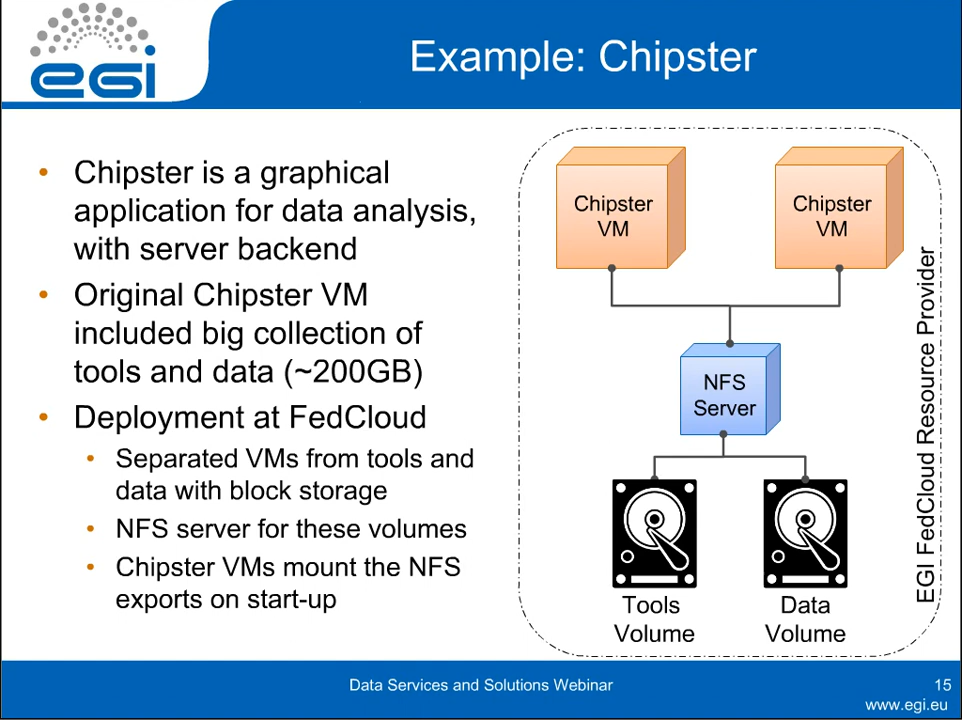 egi
Example: Chipster
• Chipster is a graphical
application for data analysis,
with server backend
• Original Chipster VM
included big collection of
tools and data (~200GB)
• Deployment at FedCloud
• Separated VMs from tools and
data with block storage
• NFS server for these volumes
• Chipster VMs mount the NFS
exports on start-up
Chipster
VM
Chipster
VM
NFS
Server
Tools
Volume
Data
Volume
EGI FedCloud Resource Provider
Data Services and Solutions Webinar
15
www.egi.eu